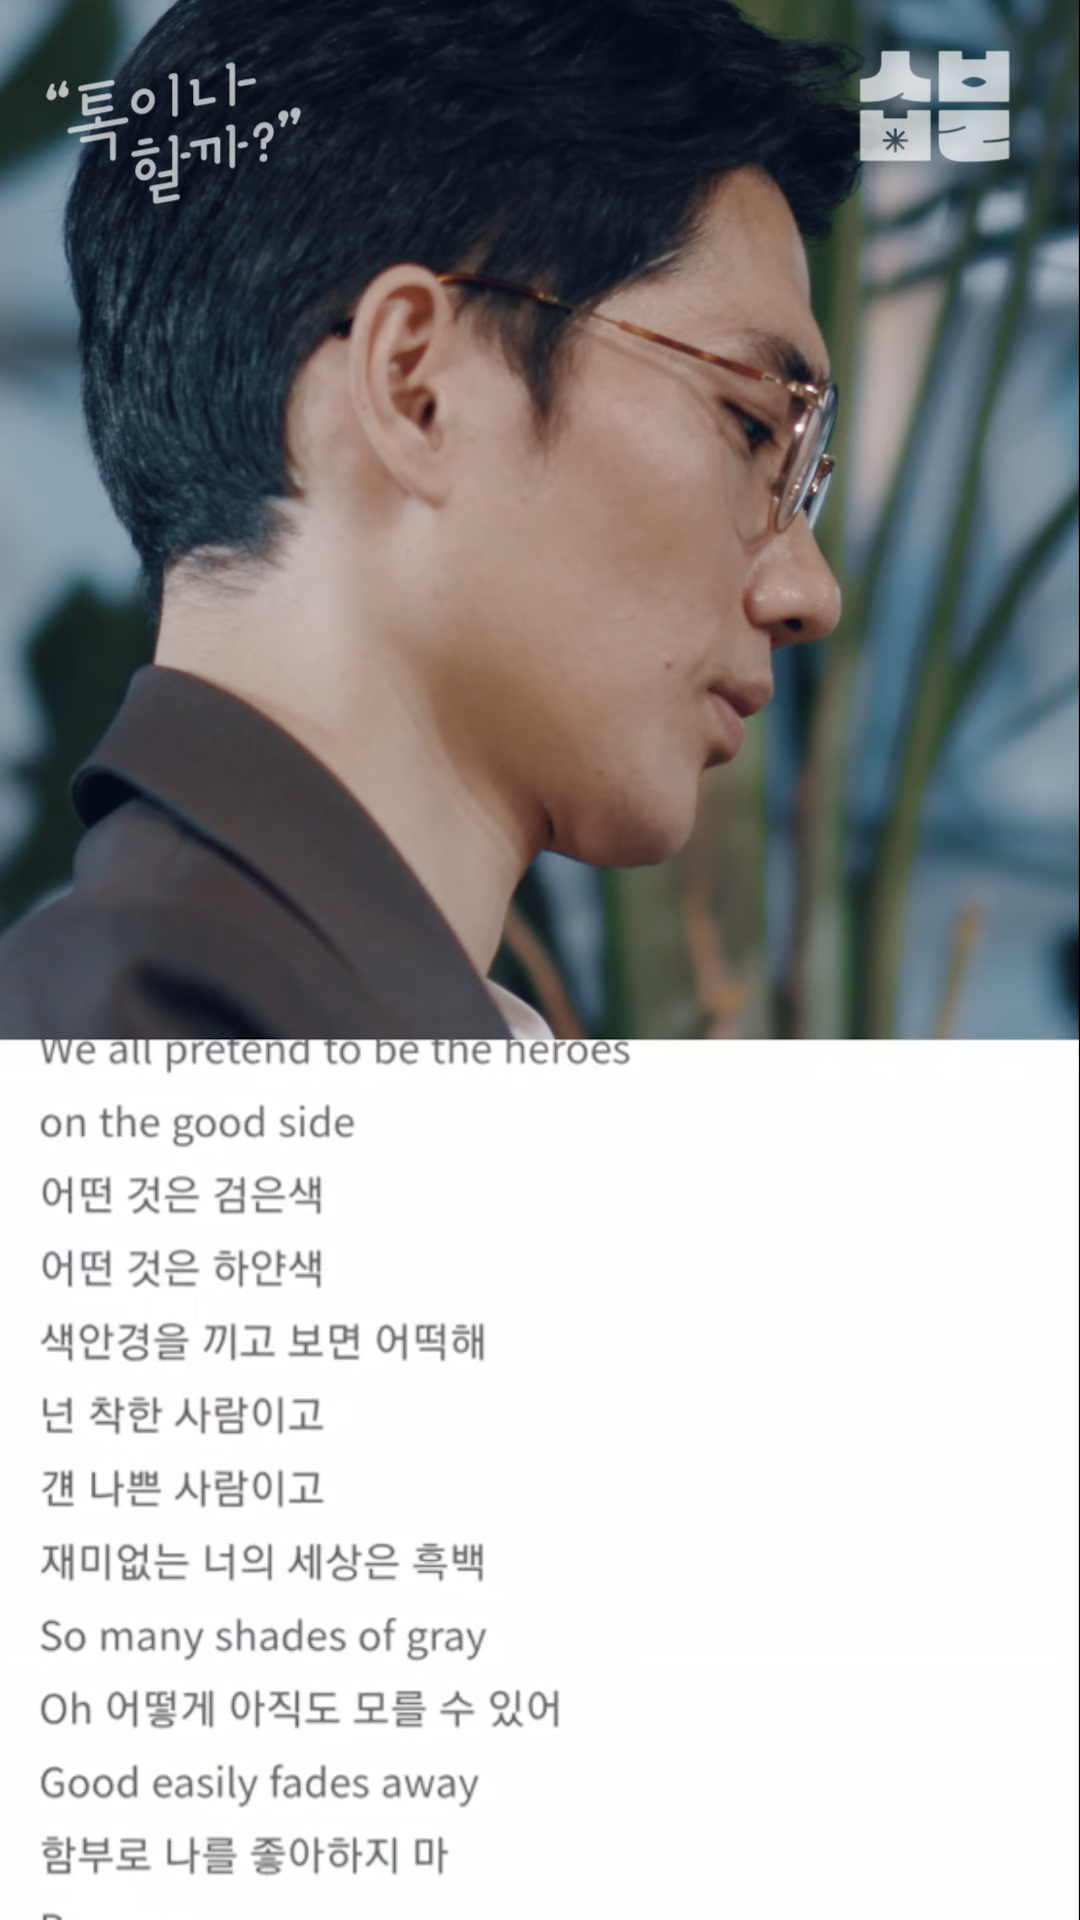 “톡이나
할까?”
숍불
We all pretend to be the heroes
on the good side
어떤 것은 검은색
어떤 것은 하얀색
색안경을 끼고 보면 어떡해
넌 착한 사람이고
걘 나쁜 사람이고
재미없는 너의 세상은 흑백
So many shades of gray
Oh 어떻게 아직도 모를 수 있어
Good easily fades away
함부로 나를 좋아하지 마